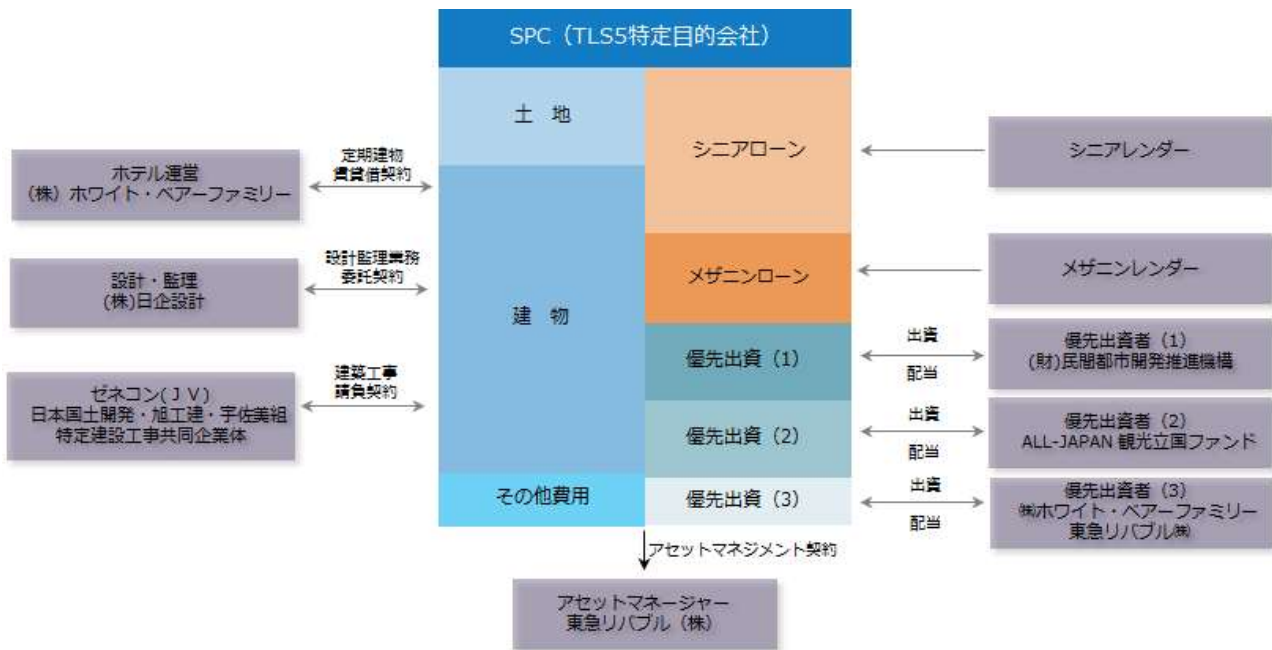 SPC（TLS5特定目的会社）
土 地
建 物
その他費用
シニアローン
メザニンローン
優先出資（1）
優先出資（2）
優先出資（3）
ホテル運営
（株）ホワイト・ベアーファミリー
定期建物
賃貸借契約
設計・監理
(株)日企設計
設計監理業務
委託契約
ゼネコン(ＪＶ)
日本国土開発・旭工建・宇佐美組
特定建設工事共同企業体
建築工事
請負契約
シニアレンダー
メザニンレンダー
出資
配当
優先出資者（1）
(財)民間都市開発推進機構
出資
配当
優先出資者（2）
ALL-JAPAN 観光立国ファンド
出資
配当
優先出資者（3）
㈱ホワイト・ベアーファミリー
東急リバブル㈱
アセットマネジメント契約
アセットマネージャー
東急リバブル（株）